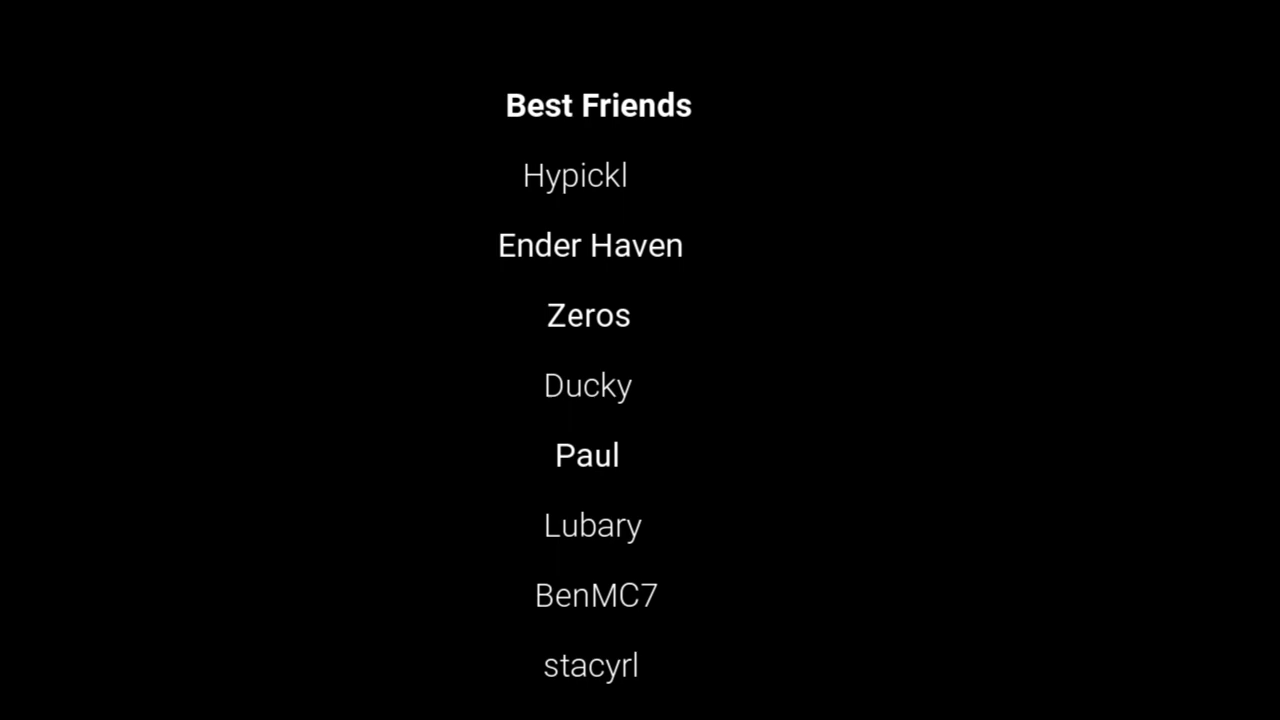 Best Friends
Hypickl
Ender Haven
Zeros
Ducky
Paul
Lubary
BenMC7
stacyrl